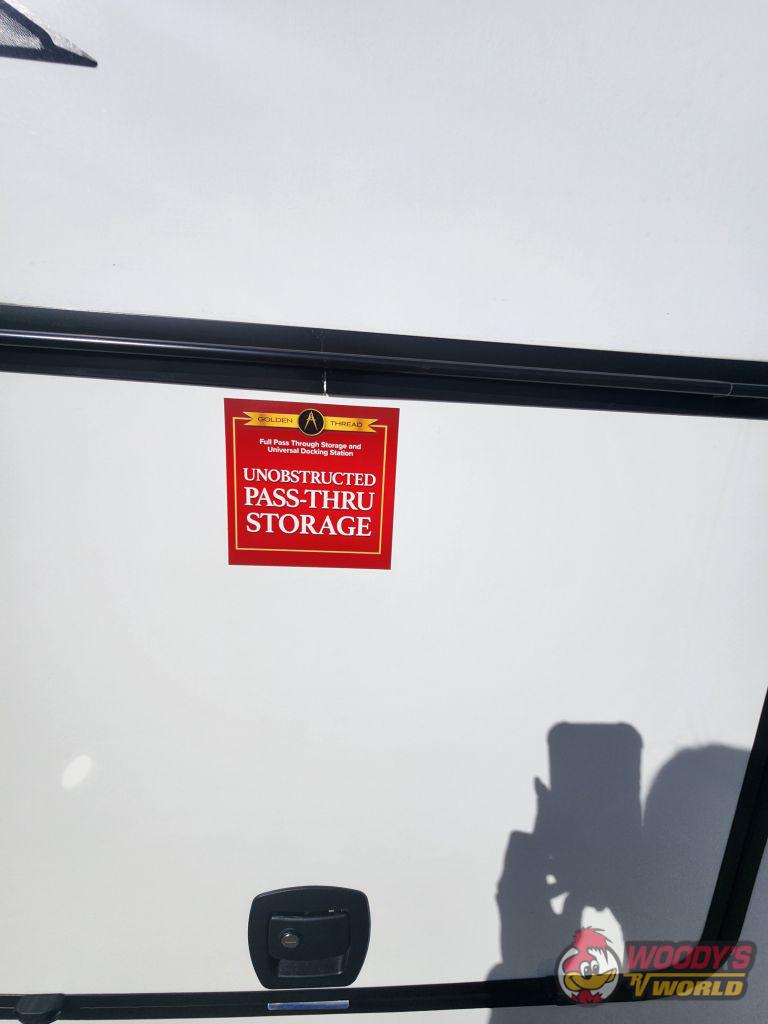 GOLDEN THREAD
Full Pass Through Storage and
Universal Docking Station
UNOBSTRUCTED
PASS-THRU
STORAGE
WOODY'S
RV WORLD